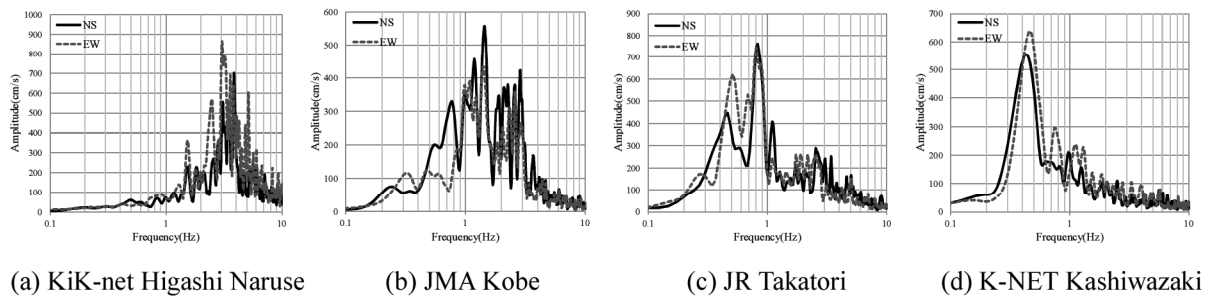 1000
900
800
700
600
500
400
300
200
100
0
NS
EW
Amplitude(cm/s)
0.1 1 10
Frequency(Hz)
(a) KiK-net Higashi Naruse
600
500
400
300
200
100
0
NS
EW
Amplitude(cm/s)
0.1 1 10
Frequency(Hz)
(b) JMA Kobe
900
800
700
600
500
400
300
200
100
0
NS
EW
Amplitude(cm/s)
0.1 1 10
Frequency(Hz)
(c) JR Takatori
700
600
500
400
300
200
100
0
NS
EW
Amplitude(cm/s)
0.1 1 10
Frequency(Hz)
(d) K-NET Kashiwazaki